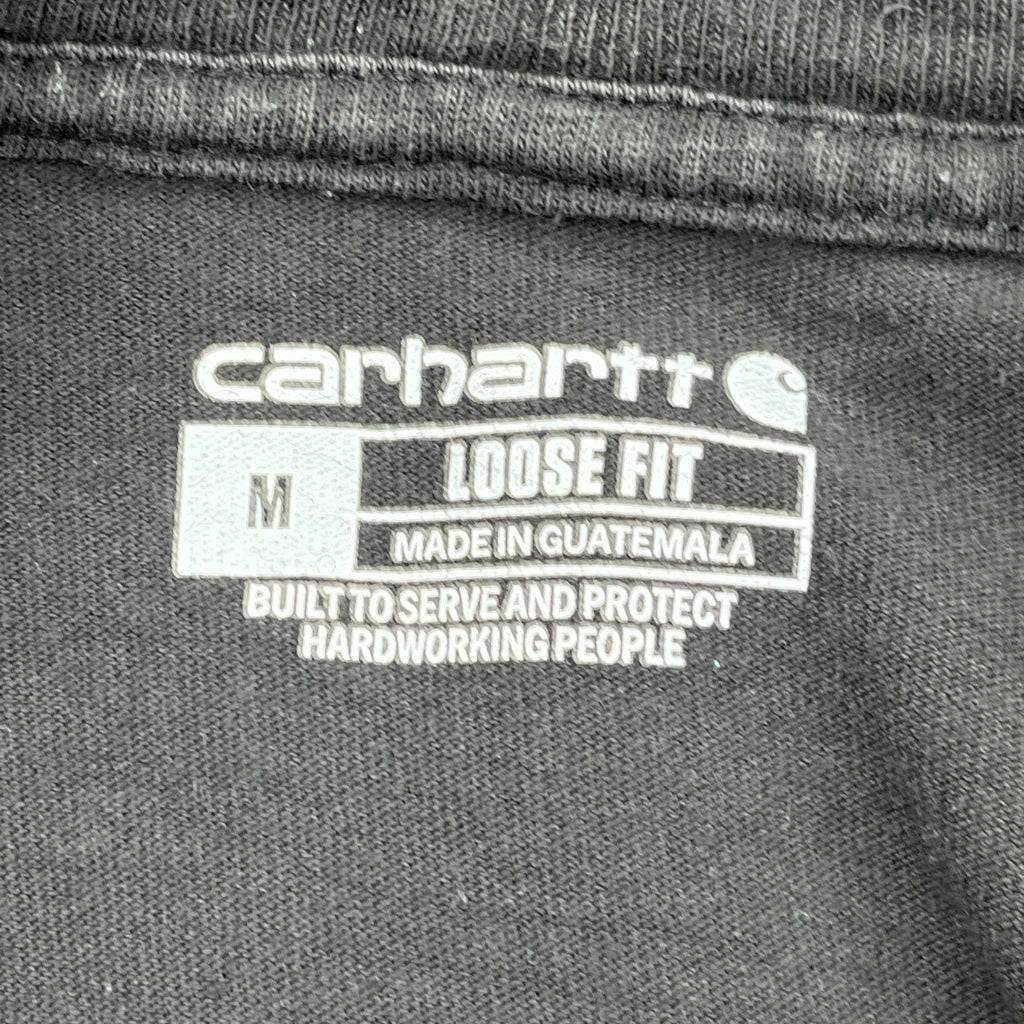 carhartt
M
LOOSE FIT
MADE IN GUATEMALA
BUILT TO SERVE AND PROTECT
HARDWORKING PEOPLE